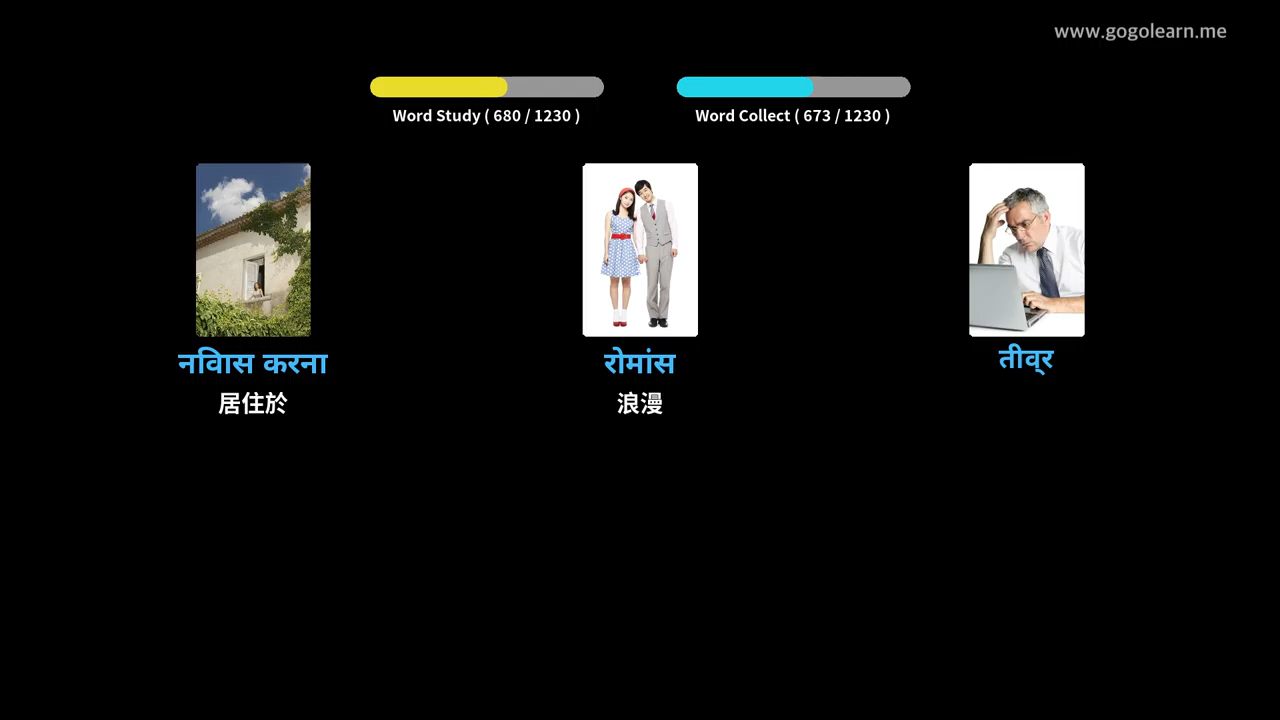 www.gogolearn.me
Word Study ( 680 / 1230 )
Word Collect ( 673 / 1230 )
निवास करना
रोमांस
तीव्र
居住於
浪漫